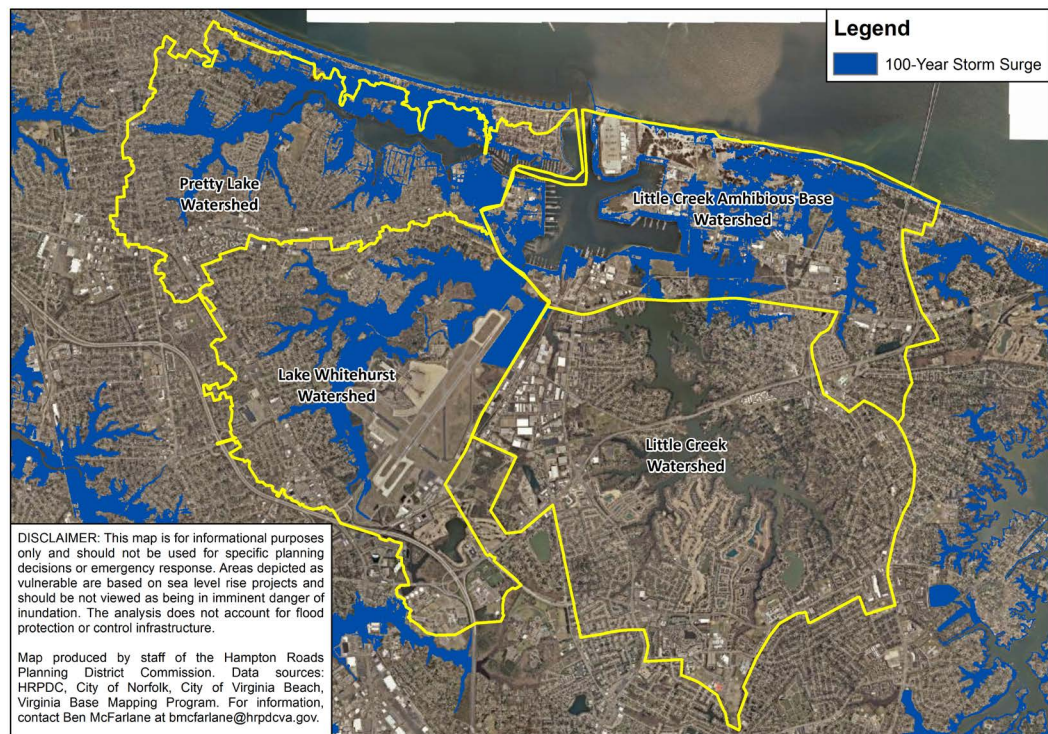 Legend
100-Year Storm Surge
Pretty Lake
Watershed
Little Creek Amhibious Base
Watershed
Lake Whitehurst
Watershed
Little Creek
Watershed
DISCLAIMER: This map is for informational purposes
only and should not be used for specific planning
decisions or emergency response. Areas depicted as
vulnerable are based on sea level rise projects and
should be not viewed as being in imminent danger of
inundation. The analysis does not account for flood
protection or control infrastructure.
Map produced by staff of the Hampton Roads
Planning District Commission. Data sources:
HRPDC, City of Norfolk, City of Virginia Beach,
Virginia Base Mapping Program. For information,
contact Ben McFarlane at bmcfarlane@hrpdcva.gov.